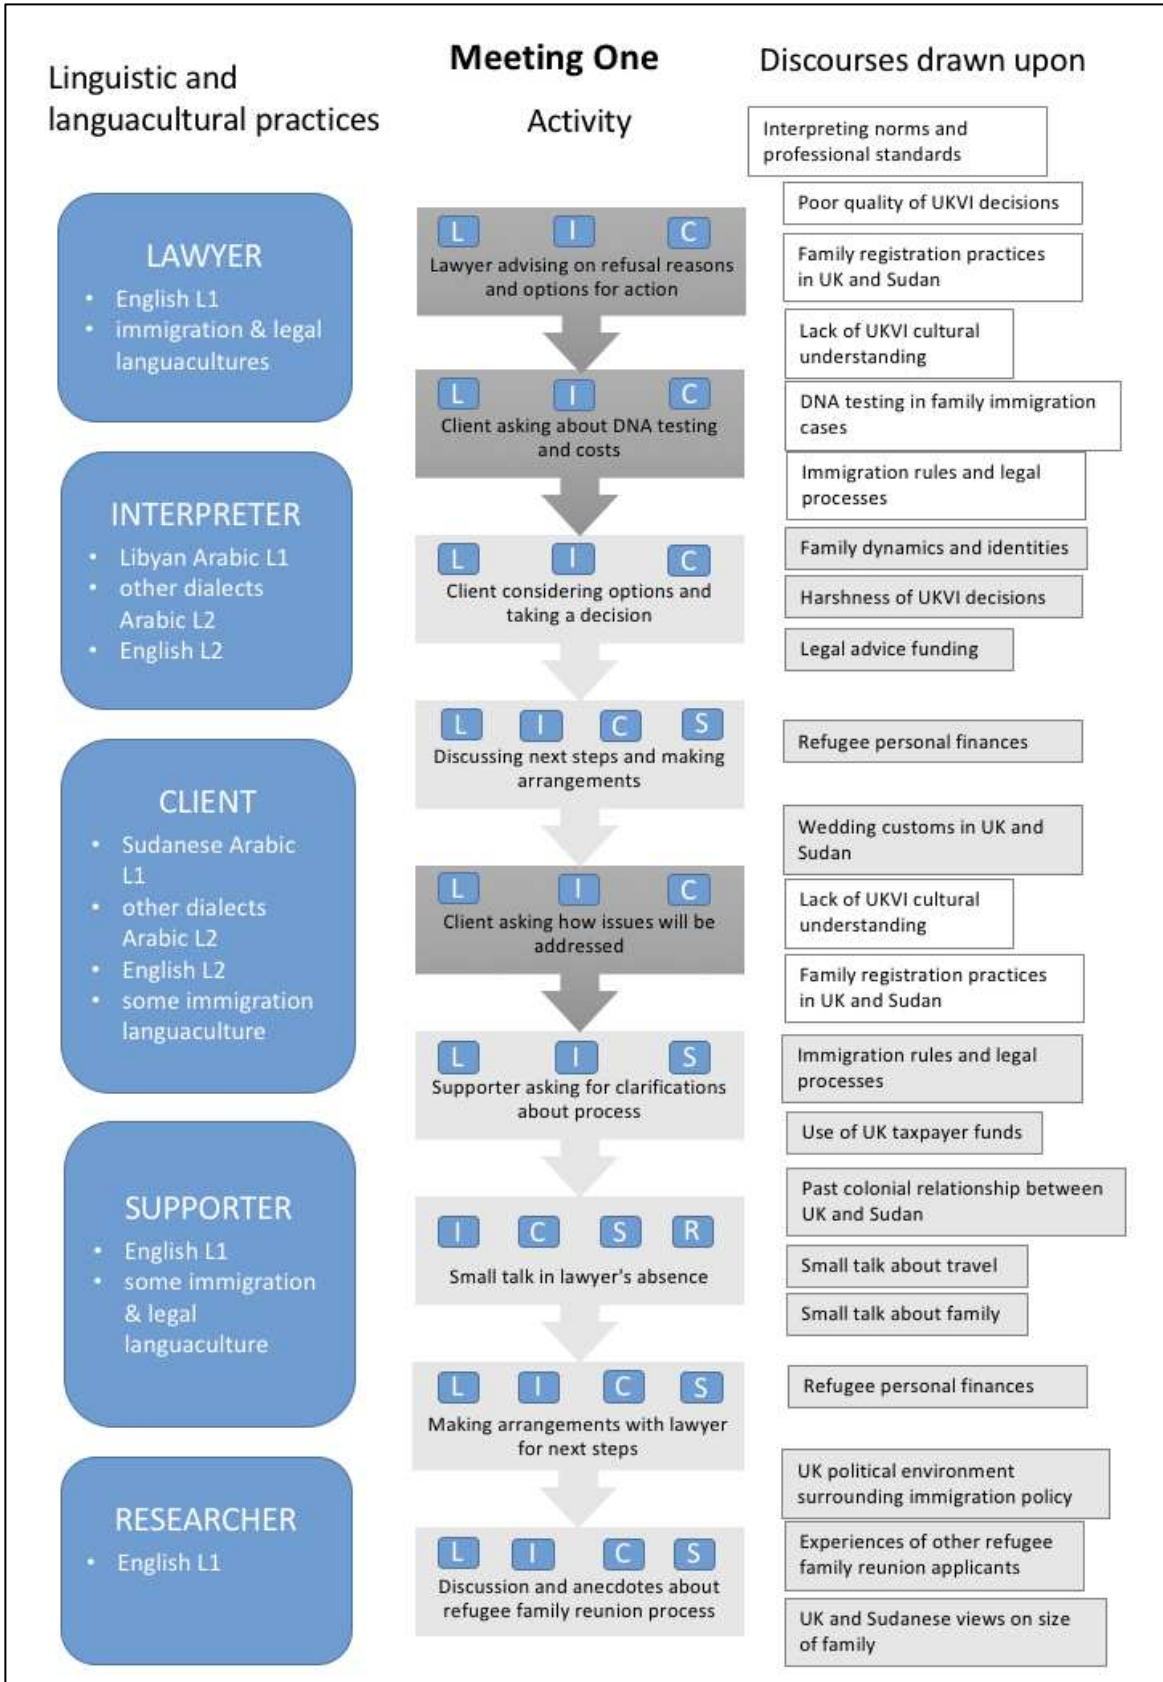 Linguistic and
languacultural practices
Meeting One
Activity
Discourses drawn upon
LAWYER
• English L1
• immigration & legal
languacultures
INTERPRETER
• Libyan Arabic L1
• other dialects
Arabic L2
• English L2
CLIENT
• Sudanese Arabic
L1
• other dialects
Arabic L2
• English L2
• some immigration
languaculture
SUPPORTER
• English L1
• some immigration
& legal
languaculture
RESEARCHER
• English L1
L I C
Lawyer advising on refusal reasons
and options for action
L I C
Client asking about DNA testing
and costs
L I C
Client considering options and
taking a decision
L I C S
Discussing next steps and making
arrangements
L I C
Client asking how issues will be
addressed
L I S
Supporter asking for clarifications
about process
I C S R
Small talk in lawyer's absence
L I C S
Making arrangements with lawyer
for next steps
L I C S
Discussion and anecdotes about
refugee family reunion process
Interpreting norms and
professional standards
Poor quality of UKVI decisions
Family registration practices
in UK and Sudan
Lack of UKVI cultural
understanding
DNA testing in family immigration
cases
Immigration rules and legal
processes
Family dynamics and identities
Harshness of UKVI decisions
Legal advice funding
Refugee personal finances
Wedding customs in UK and
Sudan
Lack of UKVI cultural
understanding
Family registration practices
in UK and Sudan
Immigration rules and legal
processes
Use of UK taxpayer funds
Past colonial relationship between
UK and Sudan
Small talk about travel
Small talk about family
Refugee personal finances
UK political environment
surrounding immigration policy
Experiences of other refugee
family reunion applicants
UK and Sudanese views on size
of family